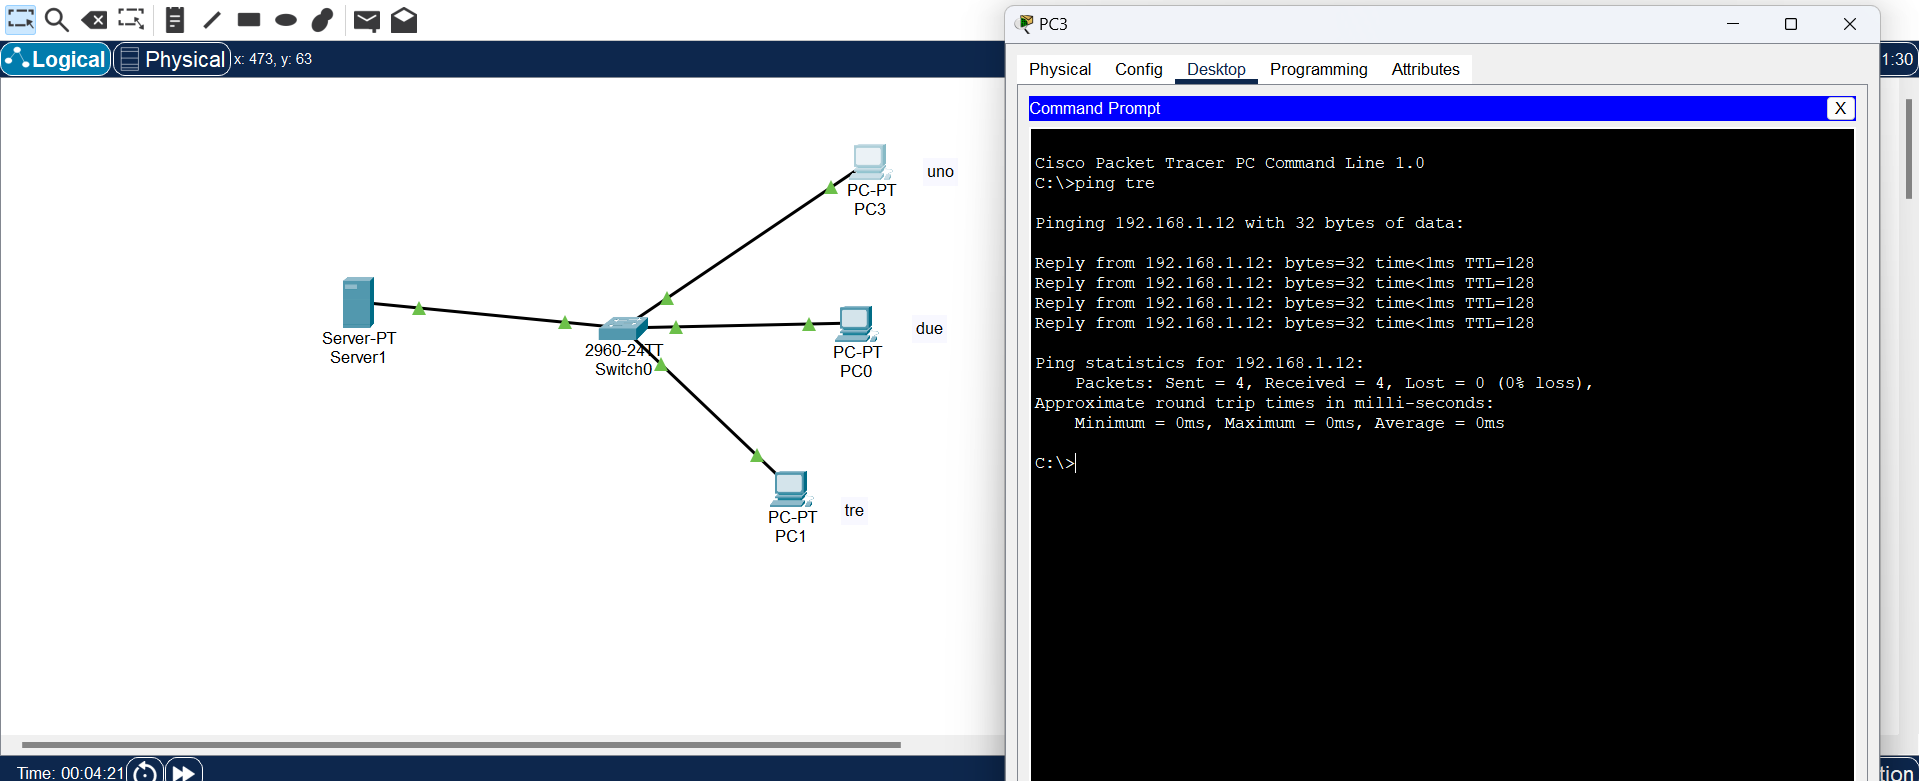 Logical
Physical
x: 473, y: 63
1:30
uno
PC-PT
PC3
Server-PT
Server1
2960-24TT
Switch0
due
PC-PT
PC0
tre
PC-PT
PC1
Time: 00:04:21
PC3
Physical Config Desktop Programming Attributes
Command Prompt
X
Cisco Packet Tracer PC Command Line 1.0
C:\>ping tre
Pinging 192.168.1.12 with 32 bytes of data:
Reply from 192.168.1.12: bytes=32 time<1ms TTL=128
Reply from 192.168.1.12: bytes=32 time<1ms TTL=128
Reply from 192.168.1.12: bytes=32 time<1ms TTL=128
Reply from 192.168.1.12: bytes=32 time<1ms TTL=128
Ping statistics for 192.168.1.12:
Packets: Sent = 4, Received = 4, Lost = 0 (0% loss),
Approximate round trip times in milli-seconds:
Minimum = 0ms, Maximum = 0ms, Average = 0ms
C:\>
tion